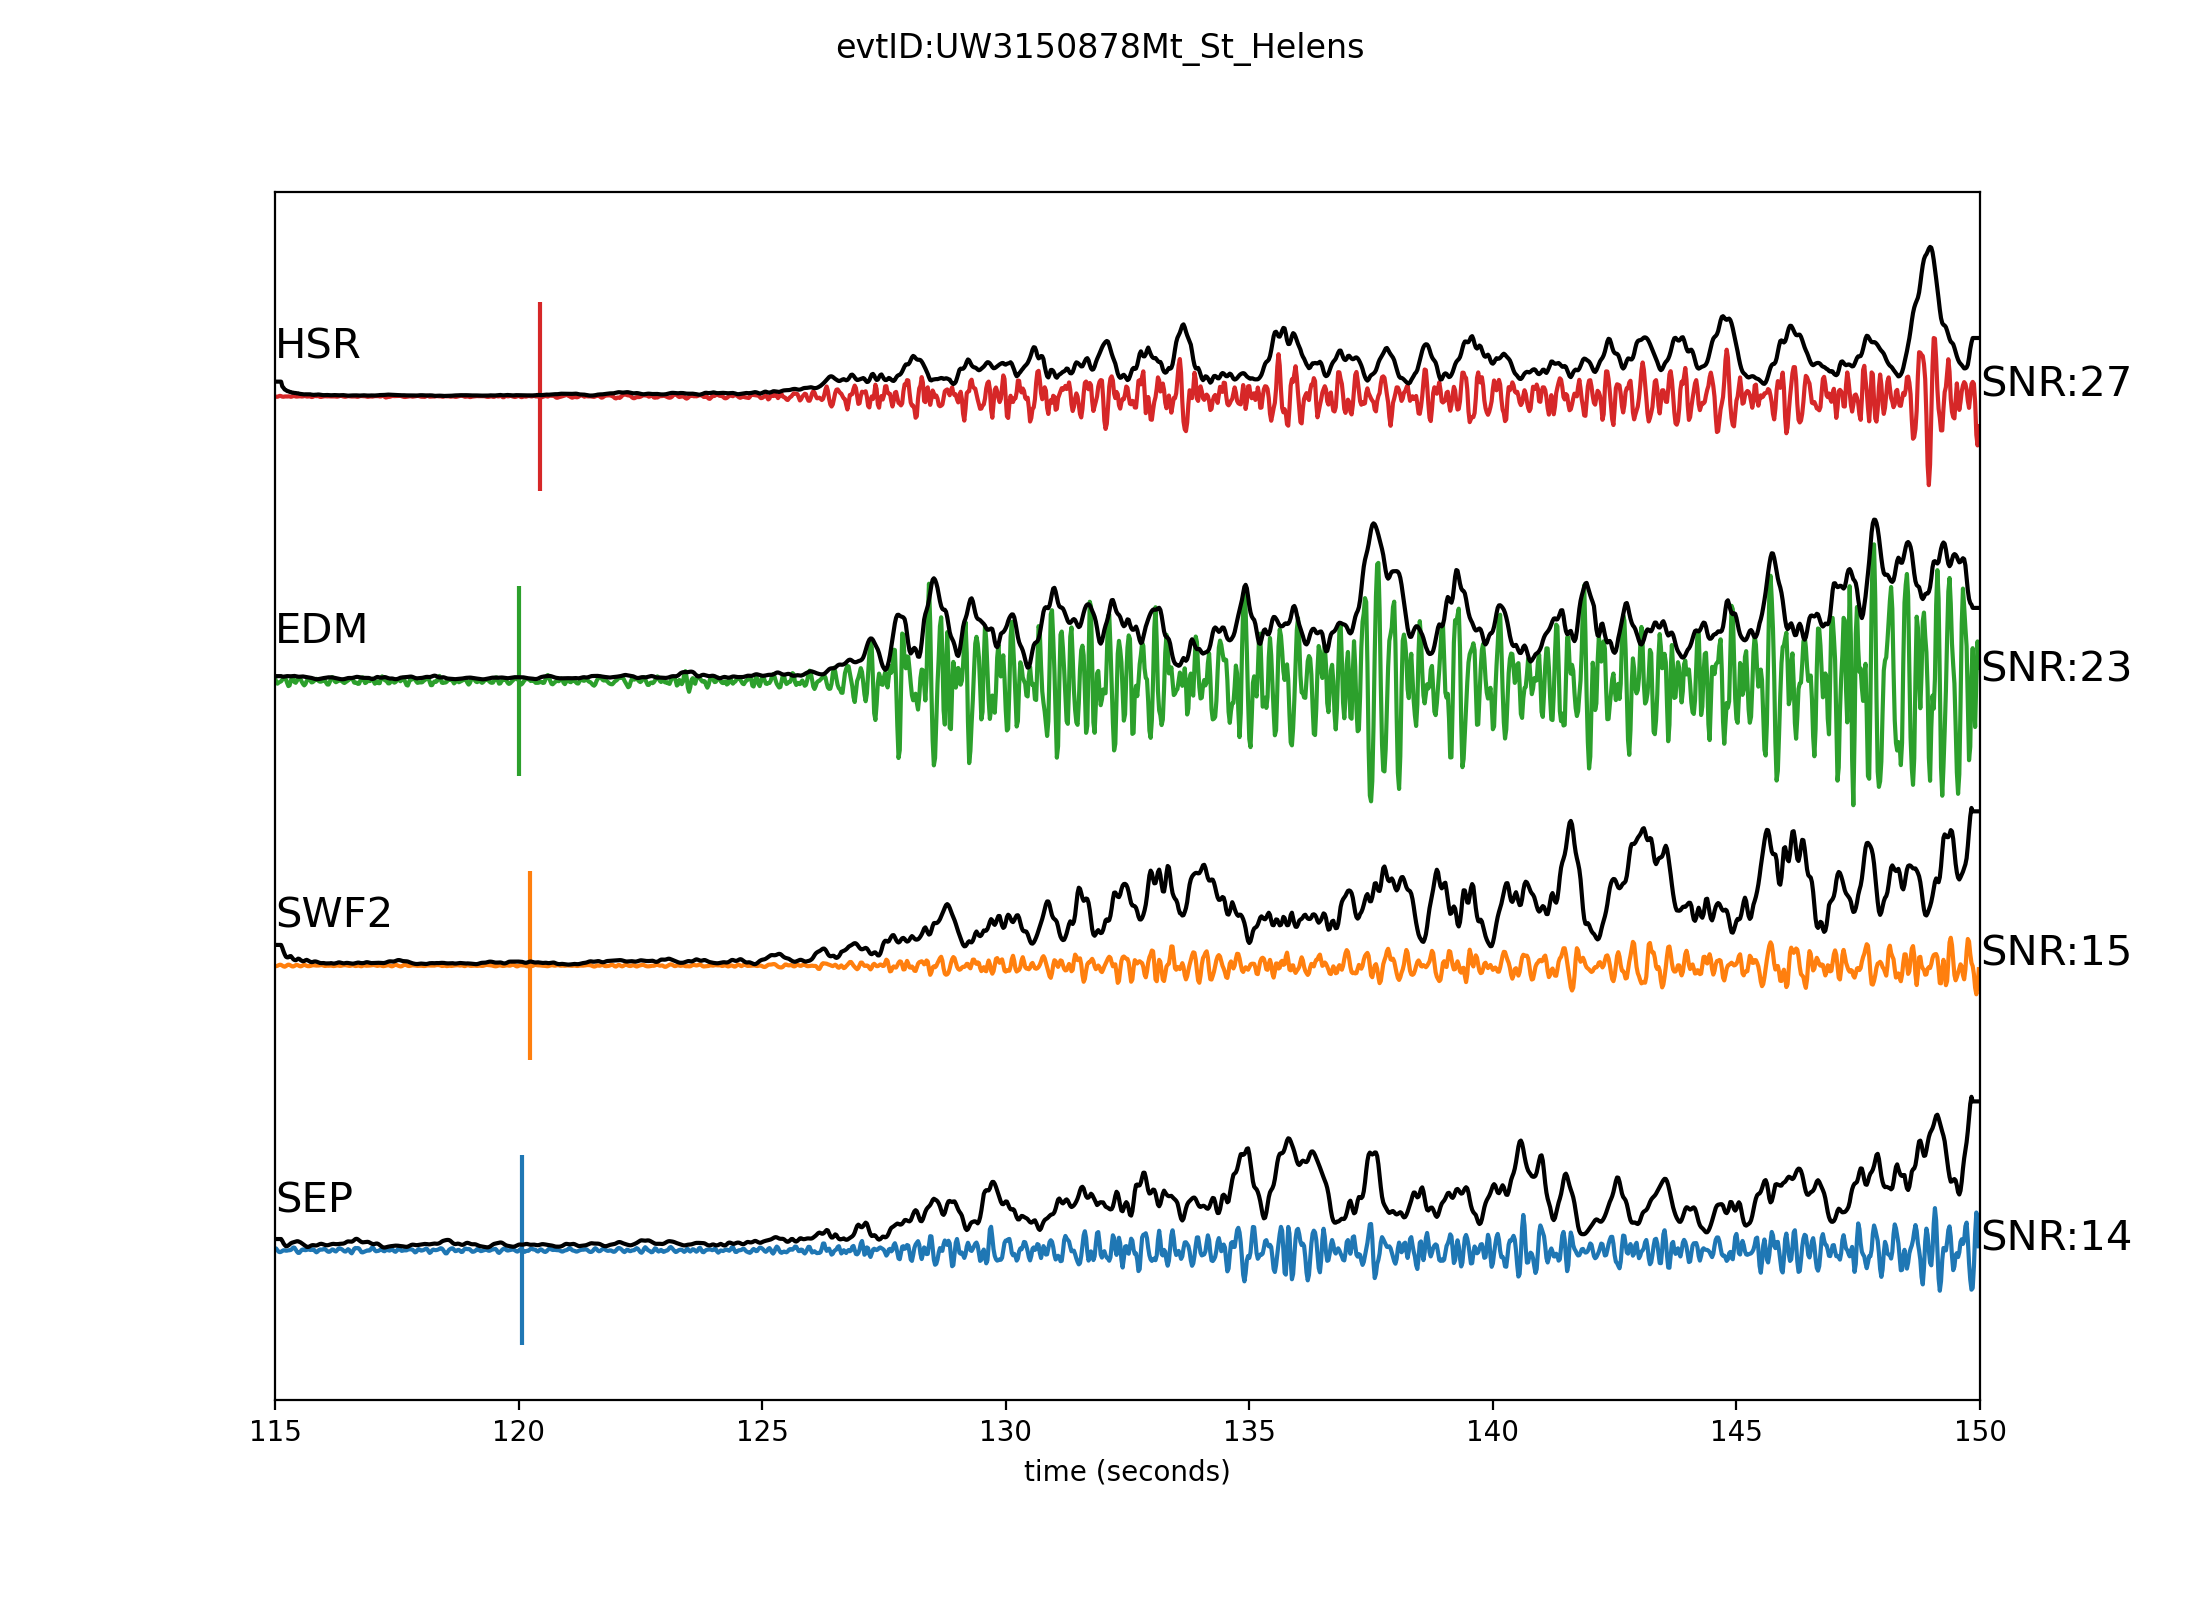 evtID:UW3150878Mt_St_Helens
HSR
SNR:27
EDM
SNR:23
SWF2
SNR:15
SEP
SNR:14
115 120 125 130 135 140 145 150
time (seconds)